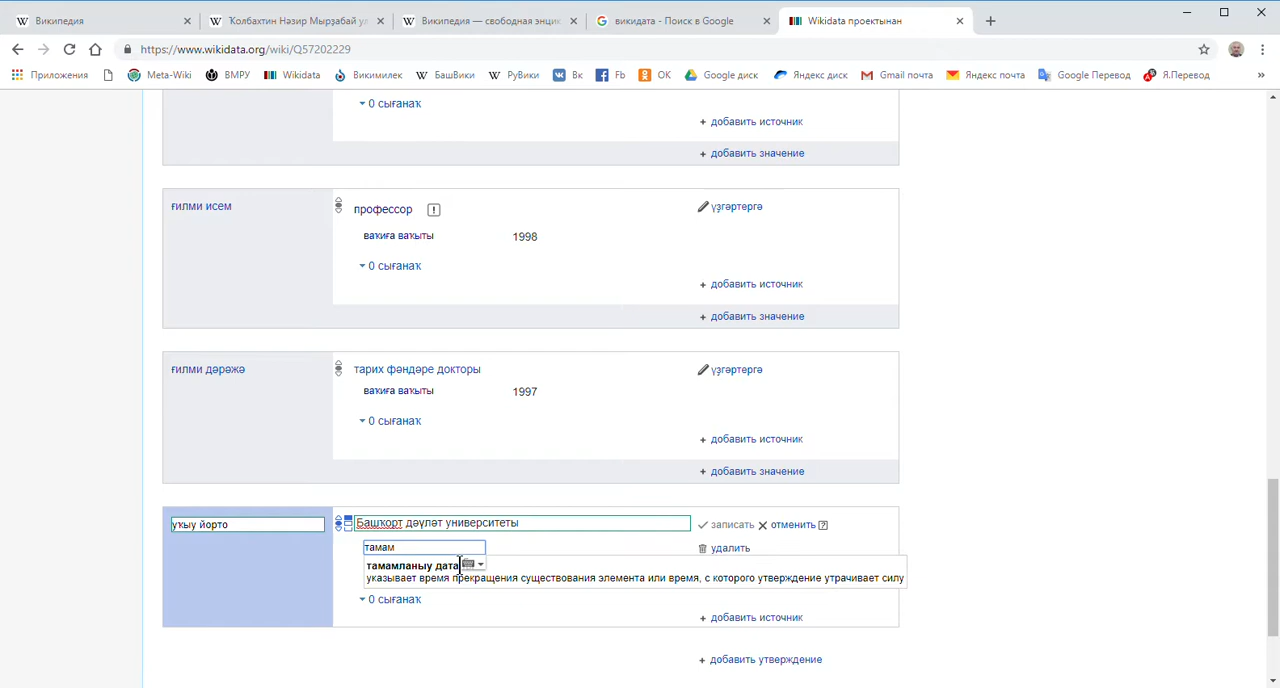 Википедия
Ҡолбахтин Нәзир Мырҙабай ул
Википедия — свободная энцик
викидата - Поиск в Google
Wikidata проектынан
https://www.wikidata.org/wiki/Q57202229
Приложения
Meta-Wiki
ВМРУ
Wikidata
Викимилек
БашВики
РуВики
Вк
Fb
ОК
Google диск
Яндекс диск
Gmail почта
Яндекс почта
Google Перевод
Я.Перевод
»
0 сығанаҡ
+ добавить источник
+ добавить значение
ғилми исем
профессор
үҙгәртергә
ваҡиға ваҡыты 1998
0 сығанаҡ
+ добавить источник
+ добавить значение
ғилми дәрәжә
тарих фәндәре докторы
үҙгәртергә
ваҡиға ваҡыты 1997
0 сығанаҡ
+ добавить источник
+ добавить значение
уҡыу йорто
Башҡорт дәүләт университеты
записать отменить [?]
тамам
удалить
тамамланыу дата
указывает время прекращения существования элемента или время, с которого утверждение утрачивает силу
0 сығанаҡ
+ добавить источник
+ добавить утверждение